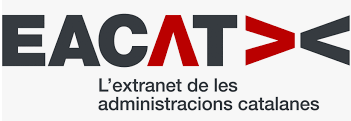 EACAT
L'extranet de les
administracions catalanes